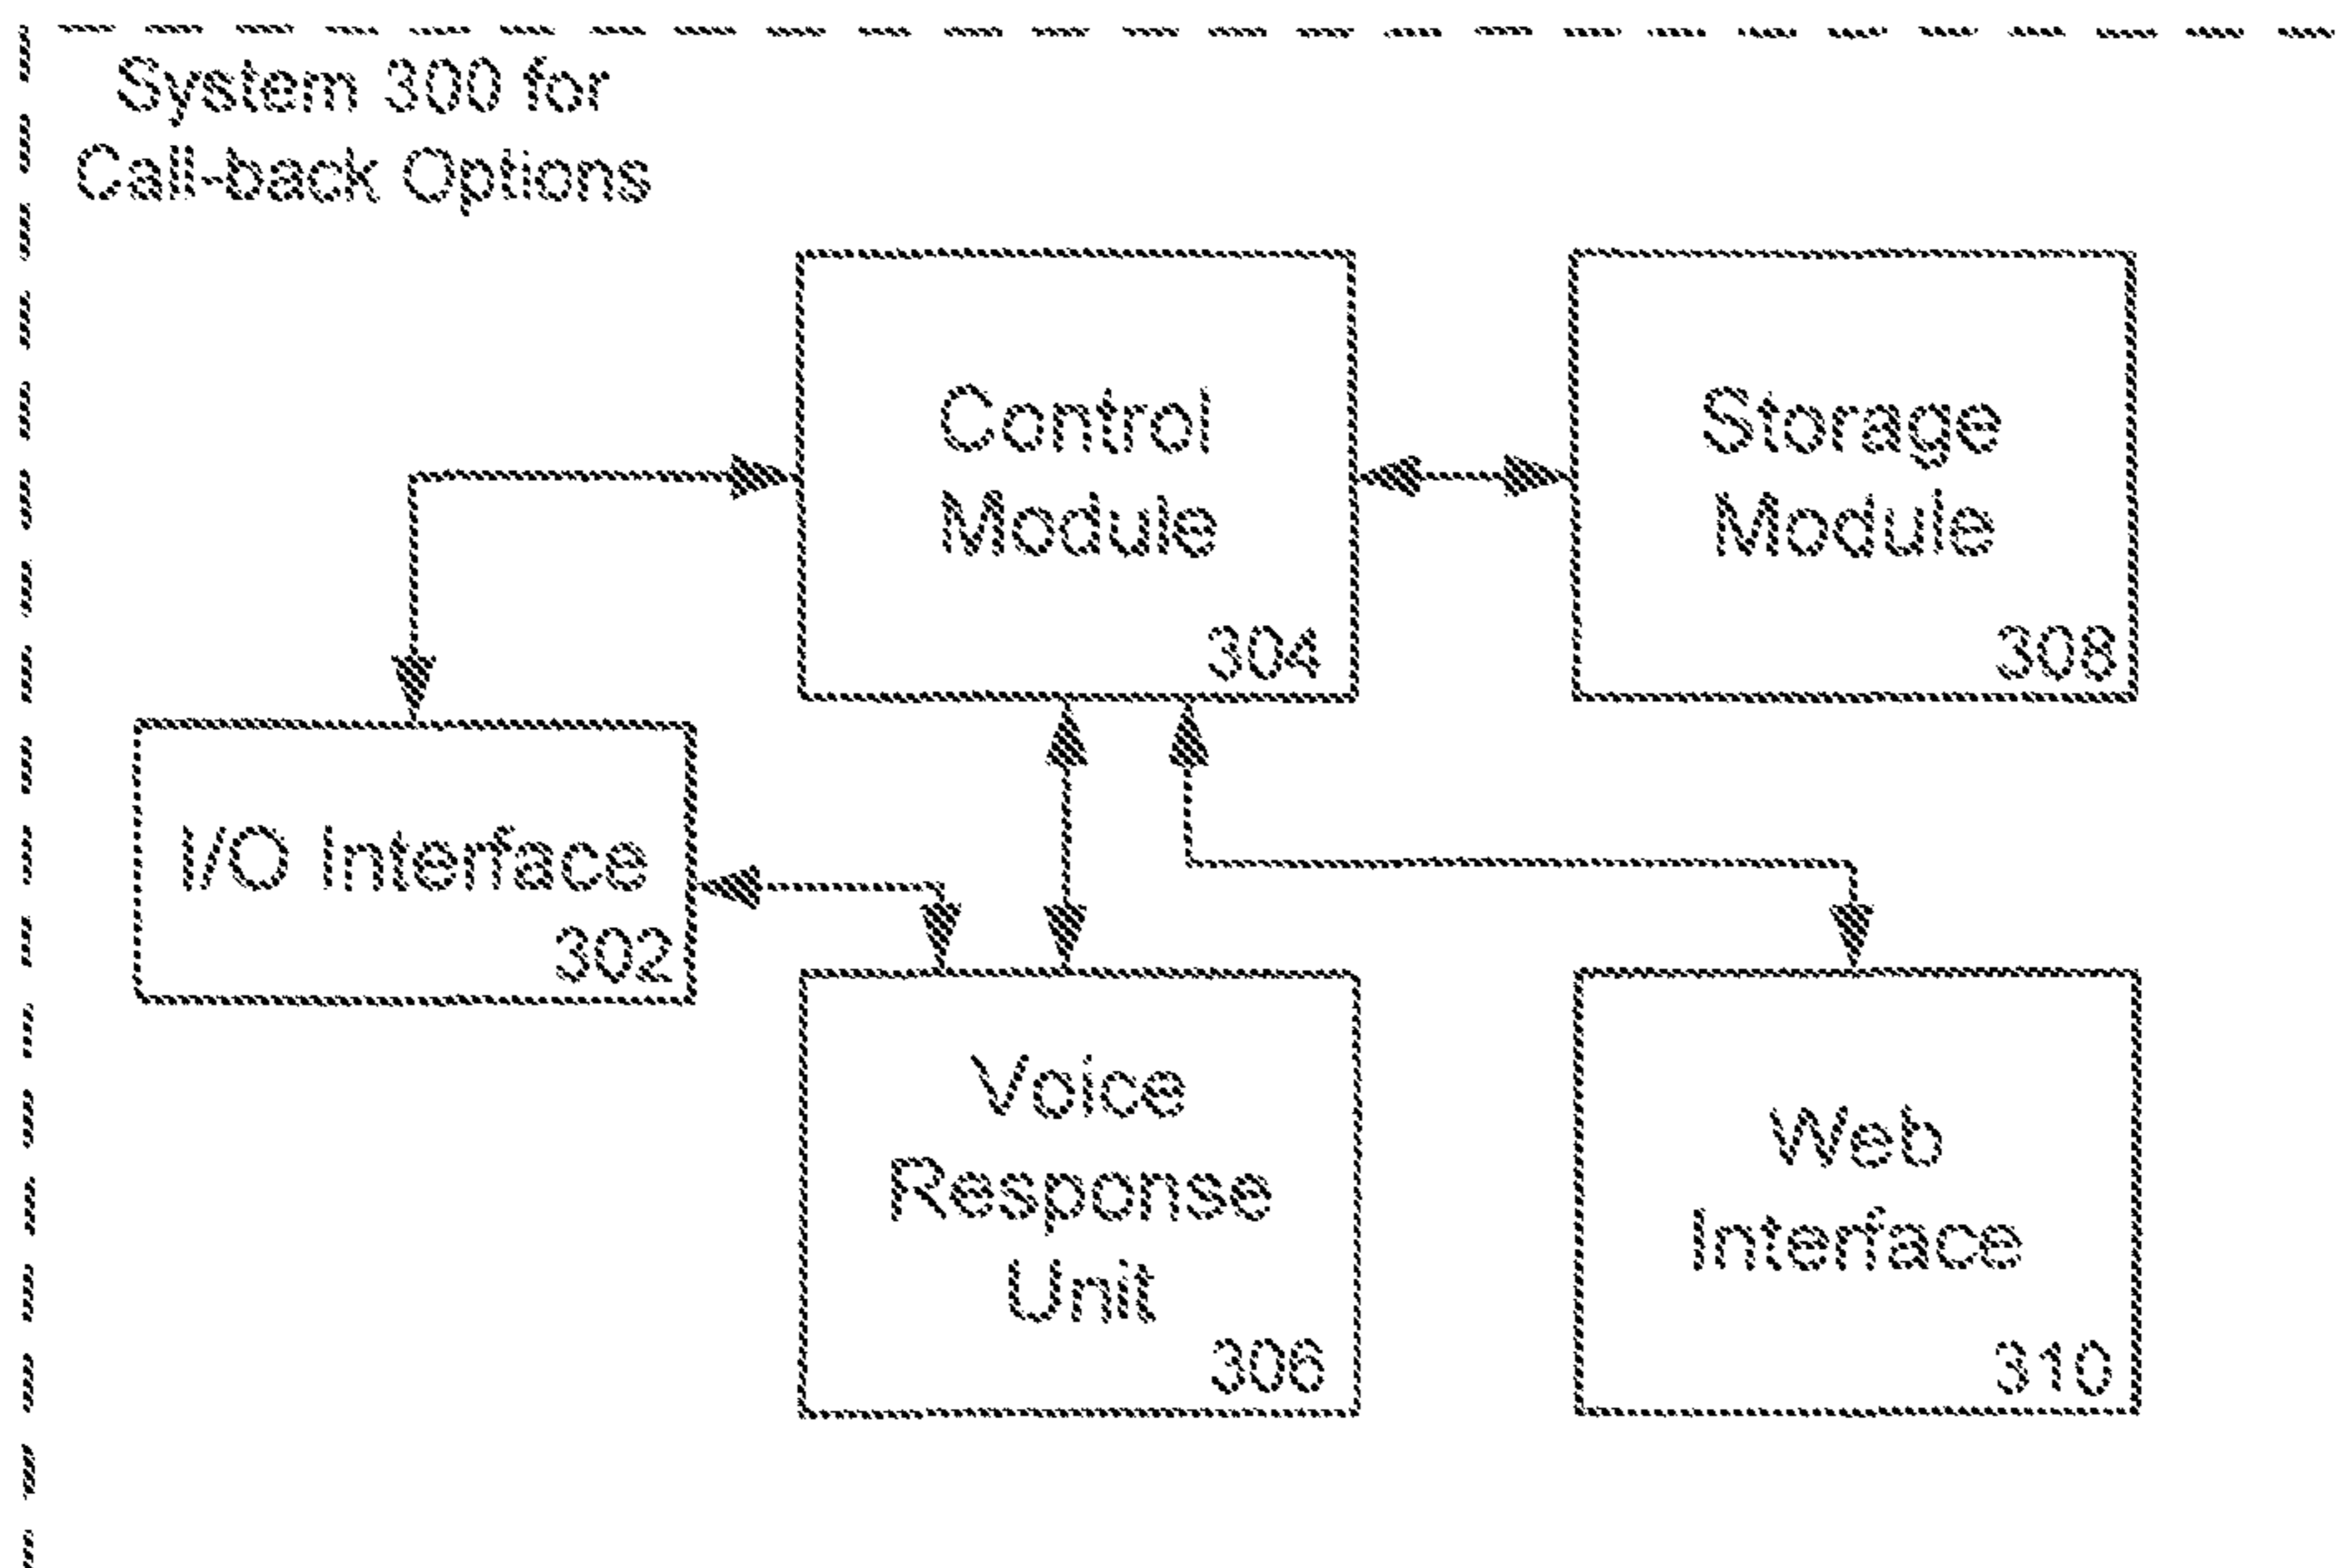 System 300 for
Call-back Options
Control
Module
304
Storage
Module
308
I/O Interface
302
Voice
Response
Unit
306
Web
Interface
310